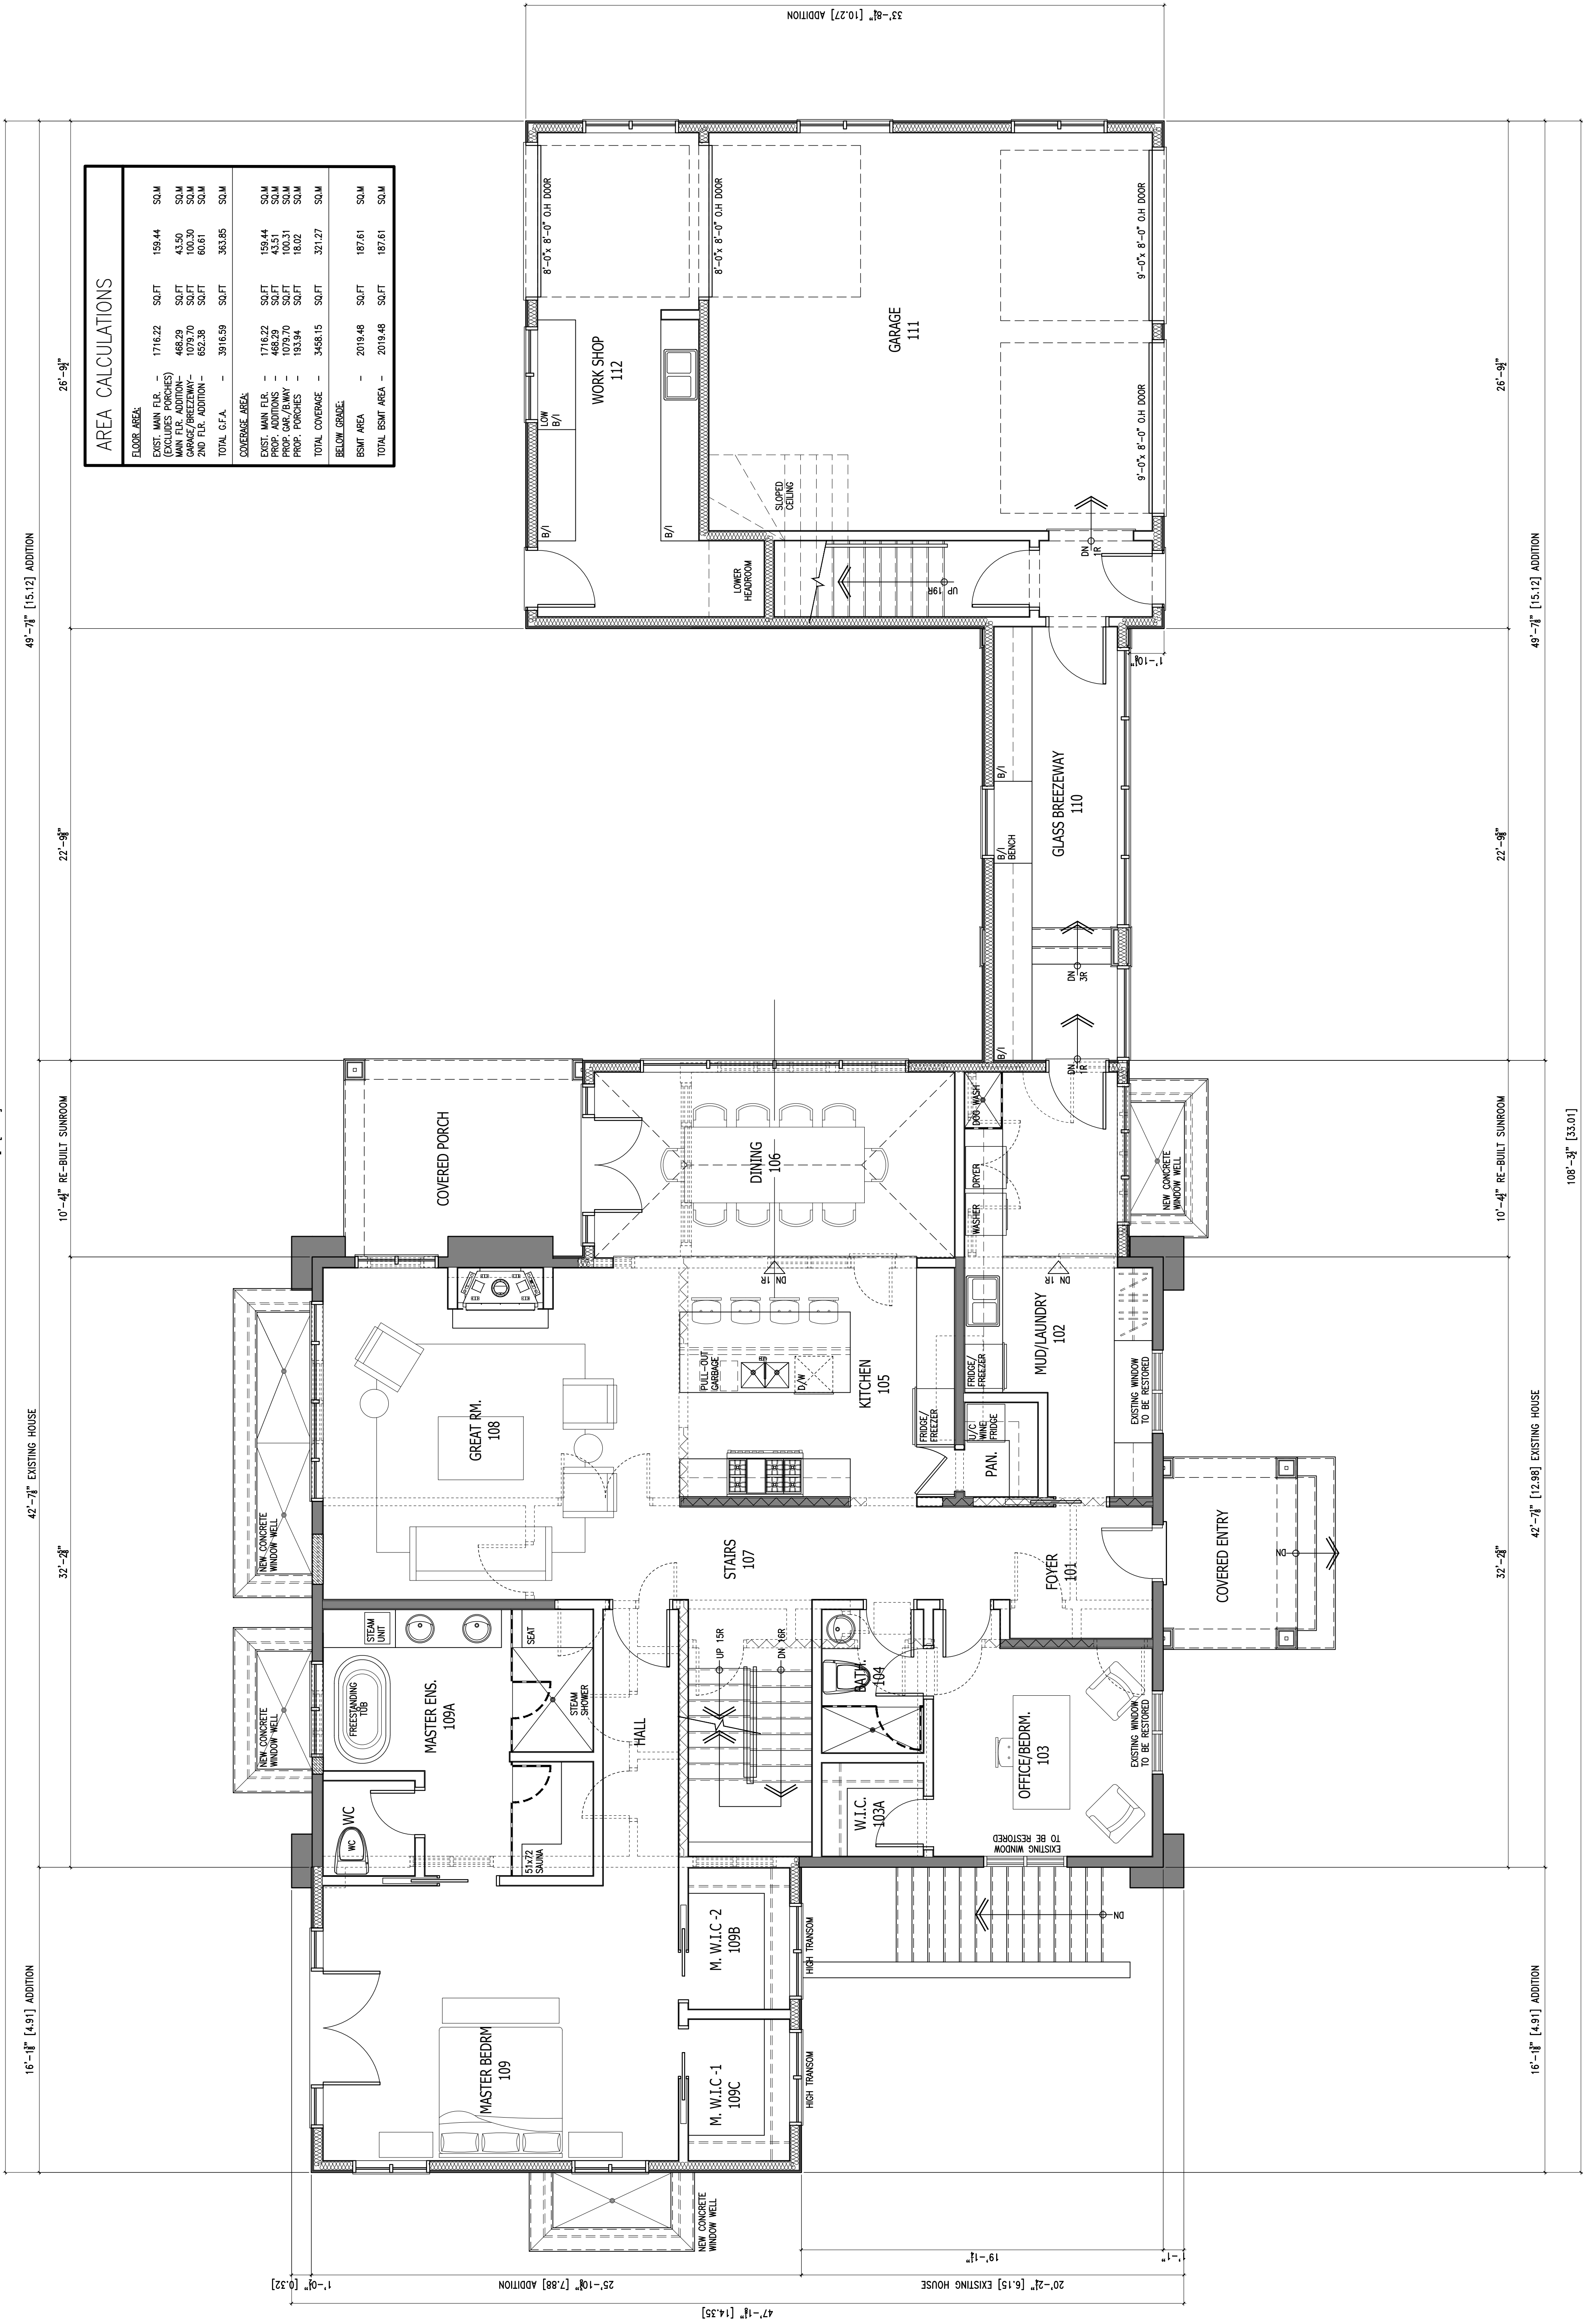 AREA CALCULATIONS
FLOOR AREA:
EXIST. MAIN FLR. – 1716.22 SQ.FT 159.44 SQ.M
(EXCLUDES PORCHES)
MAIN FLR. ADDITION– 468.29 SQ.FT 43.50 SQ.M
GARAGE/BREEZEWAY– 1079.70 SQ.FT 100.30 SQ.M
2ND FLR. ADDITION – 652.38 SQ.FT 60.61 SQ.M
TOTAL G.F.A. – 3916.59 SQ.FT 363.85 SQ.M
COVERAGE AREA:
EXIST. MAIN FLR. – 1716.22 SQ.FT 159.44 SQ.M
PROP. ADDITIONS – 468.29 SQ.FT 43.51 SQ.M
PROP. GAR./B.WAY – 1079.70 SQ.FT 100.31 SQ.M
PROP. PORCHES – 193.94 SQ.FT 18.02 SQ.M
TOTAL COVERAGE – 3458.15 SQ.FT 321.27 SQ.M
BELOW GRADE:
BSMT AREA – 2019.48 SQ.FT 187.61 SQ.M
TOTAL BSMT AREA – 2019.48 SQ.FT 187.61 SQ.M
16'-1⅜" [4.91] ADDITION
42'-7⅛" EXISTING HOUSE
10'-4¼" RE-BUILT SUNROOM
49'-7⅛" [15.12] ADDITION
32'-2⅝"
22'-9⅝"
26'-9½"
33'-8¼" [10.27] ADDITION
1'-0½" [0.32]
25'-10⅜" [7.88] ADDITION
20'-2¼" [6.15] EXISTING HOUSE
47'-1⅛" [14.35]
19'-1¼"
1'-1"
NEW CONCRETE
WINDOW WELL
NEW CONCRETE
WINDOW WELL
NEW CONCRETE
WINDOW WELL
NEW CONCRETE
WINDOW WELL
MASTER BEDRM
109
M. W.I.C -1
109C
M. W.I.C -2
109B
HIGH TRANSOM
HIGH TRANSOM
WC
WC
FREESTANDING
TUB
MASTER ENS.
109A
STEAM
UNIT
SEAT
STEAM
SHOWER
51x72
SAUNA
HALL
UP 15R
DN 16R
STAIRS
107
BATH.
104
W.I.C.
103A
OFFICE/BEDRM.
103
EXISTING WINDOW
TO BE RESTORED
EXISTING WINDOW
TO BE RESTORED
DN
FOYER
101
COVERED ENTRY
DN
GREAT RM.
108
PULL-OUT
GARBAGE
D/W
KITCHEN
105
FRIDGE/
FREEZER
PAN.
U/C
WINE
FRIDGE
FRIDGE/
FREEZER
MUD/LAUNDRY
102
EXISTING WINDOW
TO BE RESTORED
WASHER
DRYER
DOG WASH
DN 1R
DN 1R
DINING
106
COVERED PORCH
DN
1R
DN
3R
B/I
B/I
BENCH
B/I
GLASS BREEZEWAY
110
1'-10⅛"
WORK SHOP
112
B/I
LOW
B/I
B/I
LOWER
HEADROOM
SLOPED
CEILING
UP 19R
DN
1R
GARAGE
111
8'-0"x 8'-0" O.H DOOR
8'-0"x 8'-0" O.H DOOR
9'-0"x 8'-0" O.H DOOR
9'-0"x 8'-0" O.H DOOR
32'-2⅝"
22'-9⅝"
26'-9½"
16'-1⅜" [4.91] ADDITION
42'-7⅛" [12.98] EXISTING HOUSE
10'-4¼" RE-BUILT SUNROOM
49'-7⅛" [15.12] ADDITION
108'-3½" [33.01]